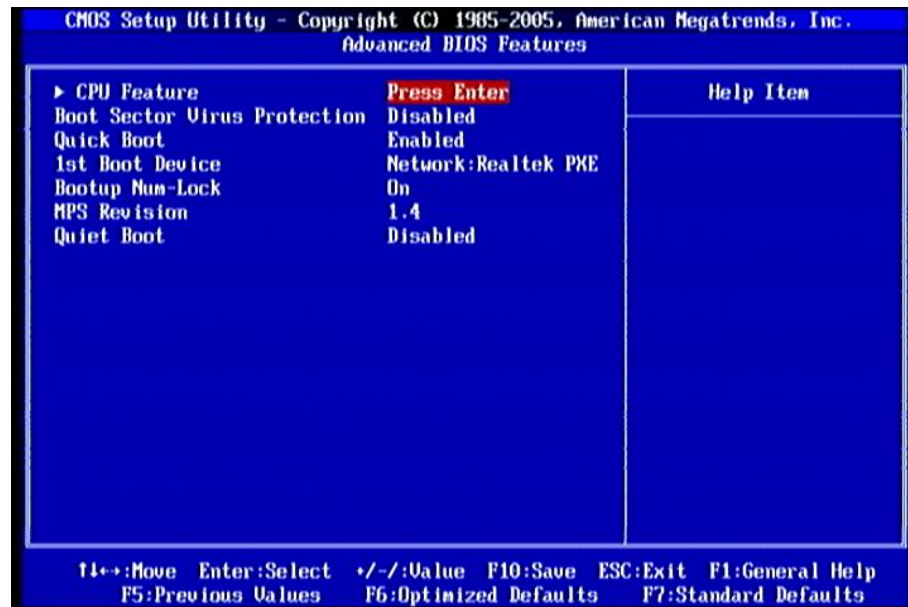 CMOS Setup Utility - Copyright (C) 1985-2005, American Megatrends, Inc.
Advanced BIOS Features
▶ CPU Feature Press Enter
Boot Sector Virus Protection Disabled
Quick Boot Enabled
1st Boot Device Network:Realtek PXE
Bootup Num-Lock On
MPS Revision 1.4
Quiet Boot Disabled
Help Item
↑↓←→:Move Enter:Select +/-/:Value F10:Save ESC:Exit F1:General Help
F5:Previous Values F6:Optimized Defaults F7:Standard Defaults